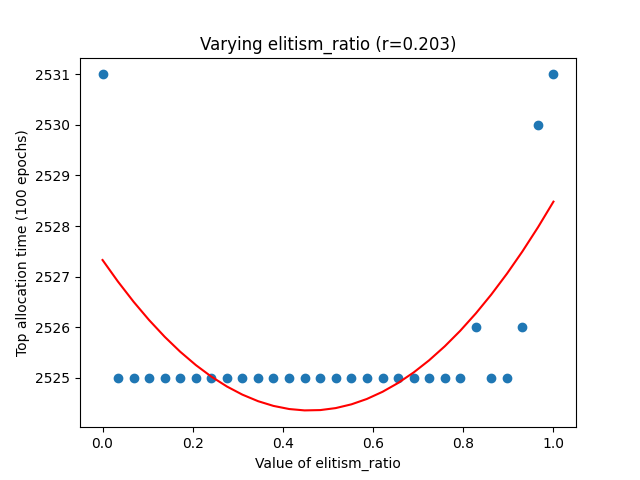 Varying elitism_ratio (r=0.203)
Top allocation time (100 epochs)
2531
2530
2529
2528
2527
2526
2525
0.0 0.2 0.4 0.6 0.8 1.0
Value of elitism_ratio